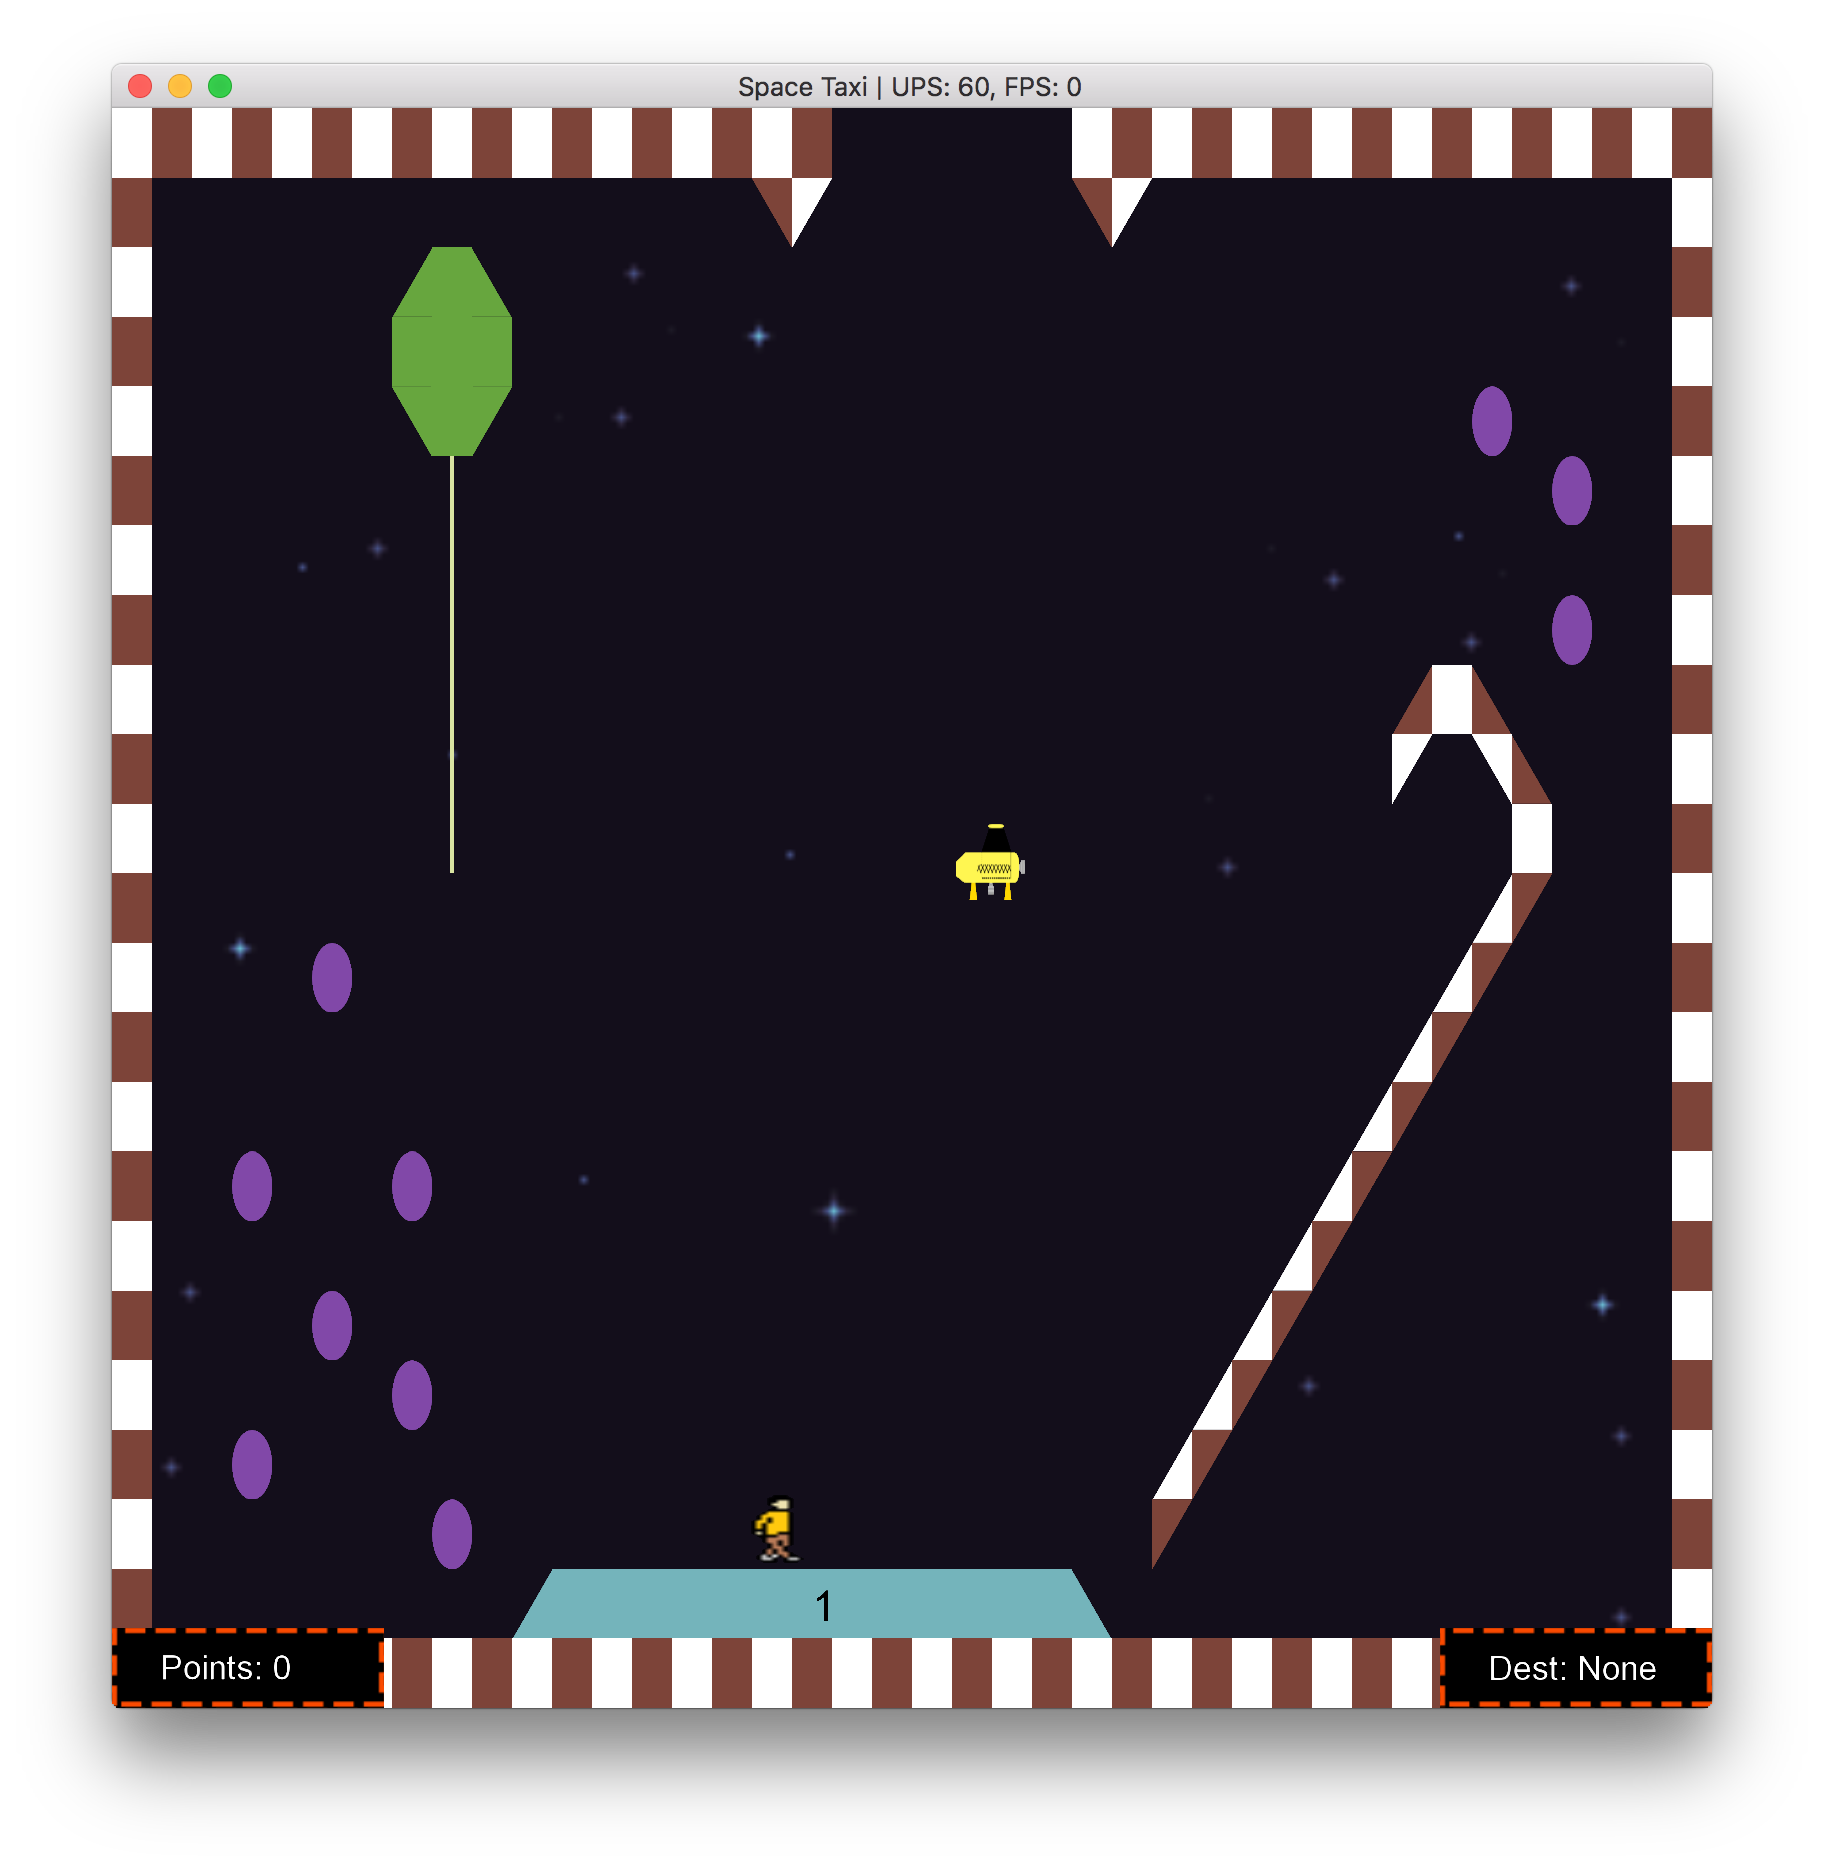 Space Taxi | UPS: 60, FPS: 0
1
Points: 0
Dest: None